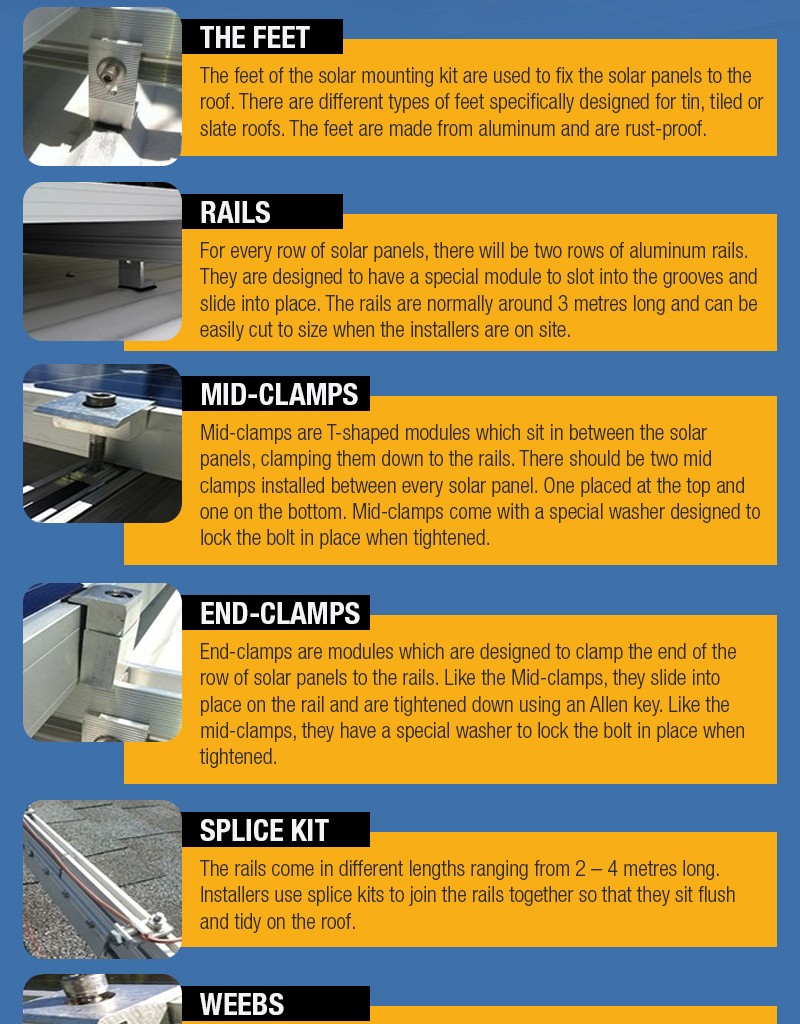 THE FEET
The feet of the solar mounting kit are used to fix the solar panels to the
roof. There are different types of feet specifically designed for tin, tiled or
slate roofs. The feet are made from aluminum and are rust-proof.
RAILS
For every row of solar panels, there will be two rows of aluminum rails.
They are designed to have a special module to slot into the grooves and
slide into place. The rails are normally around 3 metres long and can be
easily cut to size when the installers are on site.
MID-CLAMPS
Mid-clamps are T-shaped modules which sit in between the solar
panels, clamping them down to the rails. There should be two mid
clamps installed between every solar panel. One placed at the top and
one on the bottom. Mid-clamps come with a special washer designed to
lock the bolt in place when tightened.
END-CLAMPS
End-clamps are modules which are designed to clamp the end of the
row of solar panels to the rails. Like the Mid-clamps, they slide into
place on the rail and are tightened down using an Allen key. Like the
mid-clamps, they have a special washer to lock the bolt in place when
tightened.
SPLICE KIT
The rails come in different lengths ranging from 2 – 4 metres long.
Installers use splice kits to join the rails together so that they sit flush
and tidy on the roof.
WEEBS